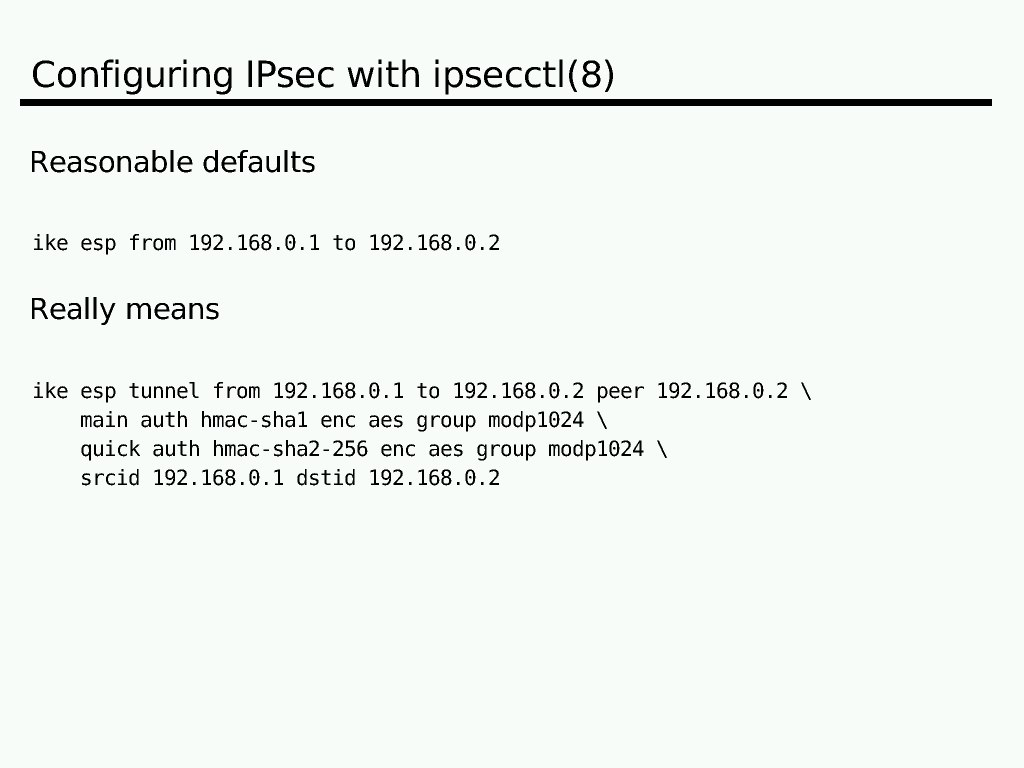 Configuring IPsec with ipsecctl(8)
Reasonable defaults
ike esp from 192.168.0.1 to 192.168.0.2
Really means
ike esp tunnel from 192.168.0.1 to 192.168.0.2 peer 192.168.0.2 \
    main auth hmac-sha1 enc aes group modp1024 \
    quick auth hmac-sha2-256 enc aes group modp1024 \
    srcid 192.168.0.1 dstid 192.168.0.2